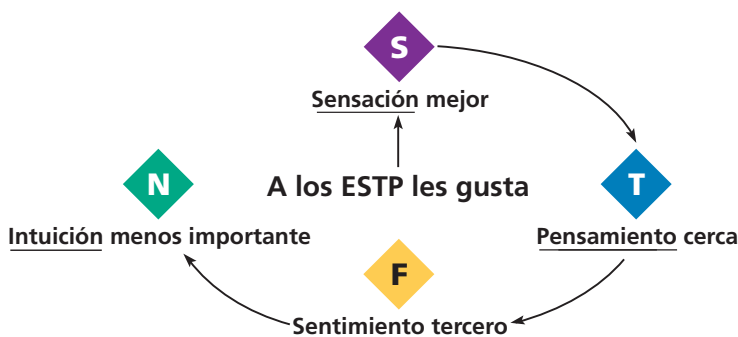 S
Sensación mejor
A los ESTP les gusta
T
Pensamiento cerca
F
Sentimiento tercero
N
Intuición menos importante